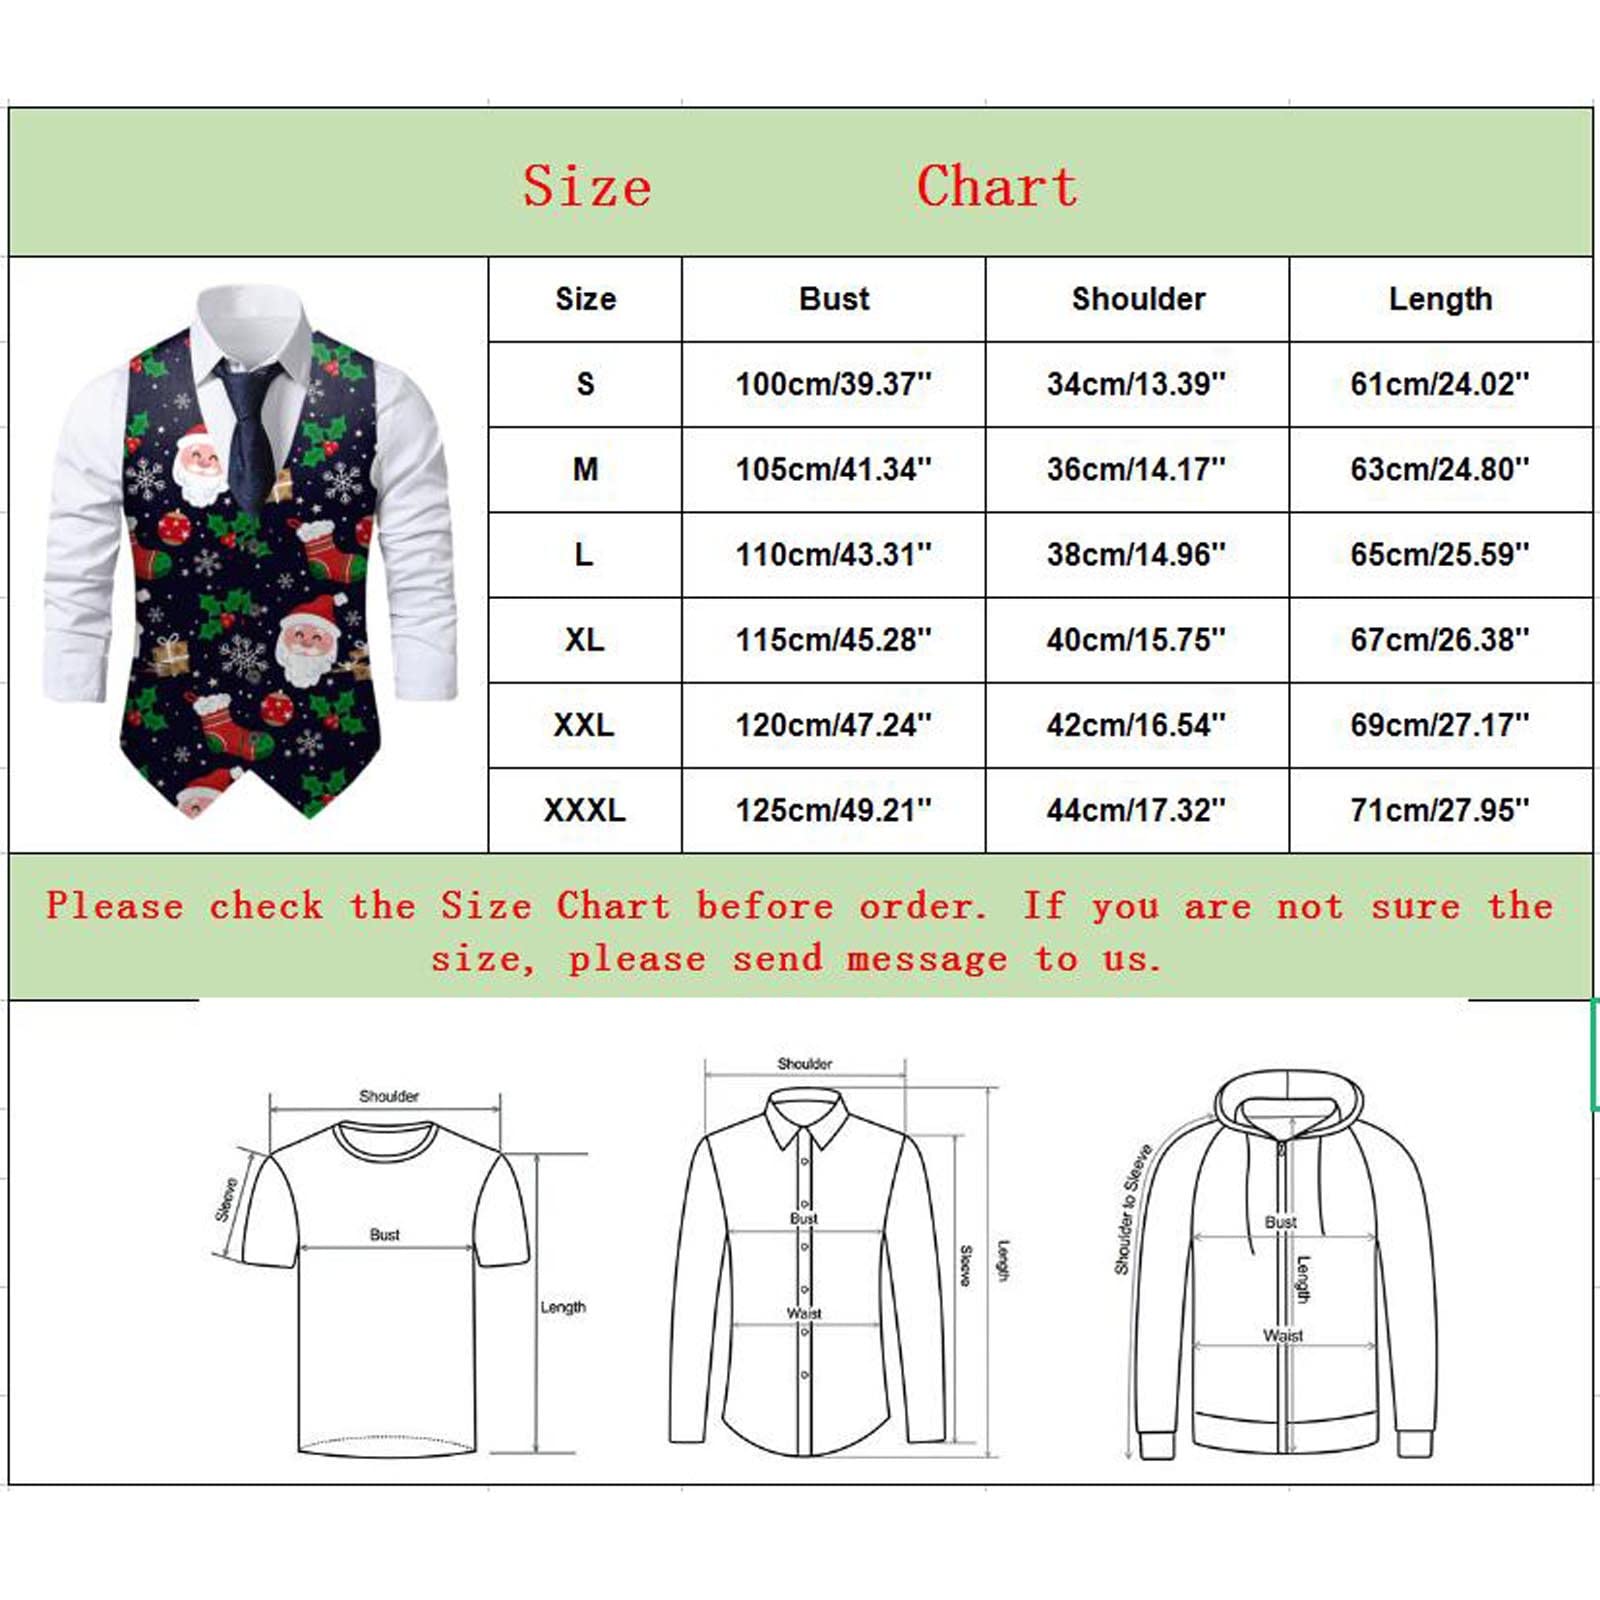 Size Chart
Size Bust Shoulder Length
S 100cm/39.37" 34cm/13.39" 61cm/24.02"
M 105cm/41.34" 36cm/14.17" 63cm/24.80"
L 110cm/43.31" 38cm/14.96" 65cm/25.59"
XL 115cm/45.28" 40cm/15.75" 67cm/26.38"
XXL 120cm/47.24" 42cm/16.54" 69cm/27.17"
XXXL 125cm/49.21" 44cm/17.32" 71cm/27.95"
Please check the Size Chart before order. If you are not sure the
size, please send message to us.
Shoulder
Sleeve
Bust
Length
Shoulder
Bust
Waist
Sleeve
Length
Shoulder to Sleeve
Bust
Length
Waist